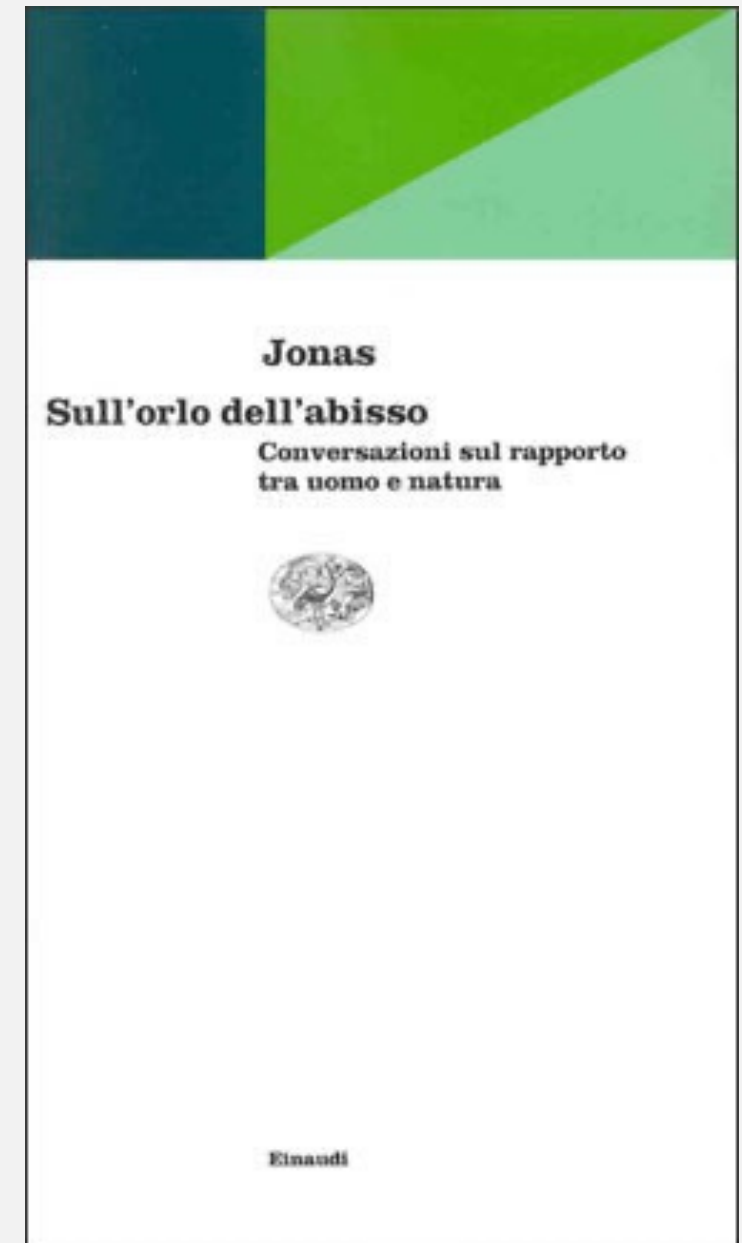 Jonas
Sull'orlo dell'abisso
Conversazioni sul rapporto
tra uomo e natura
Einaudi